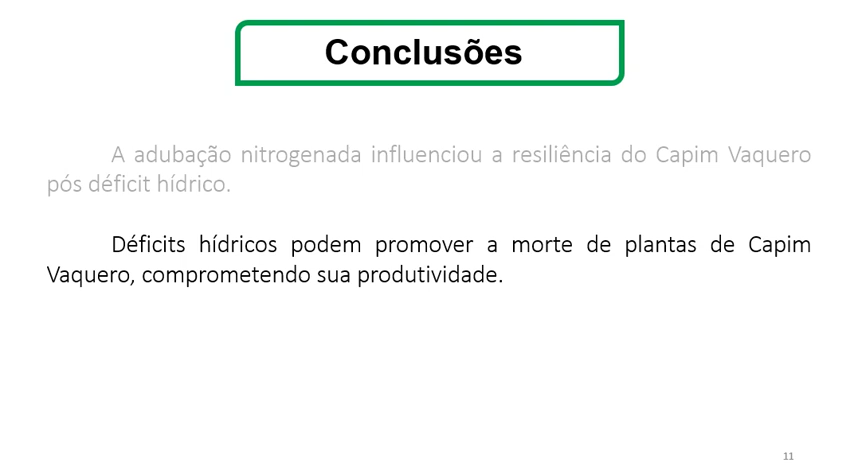 Conclusões
A adubação nitrogenada influenciou a resiliência do Capim Vaquero
pós déficit hídrico.
Déficits hídricos podem promover a morte de plantas de Capim
Vaquero, comprometendo sua produtividade.
11